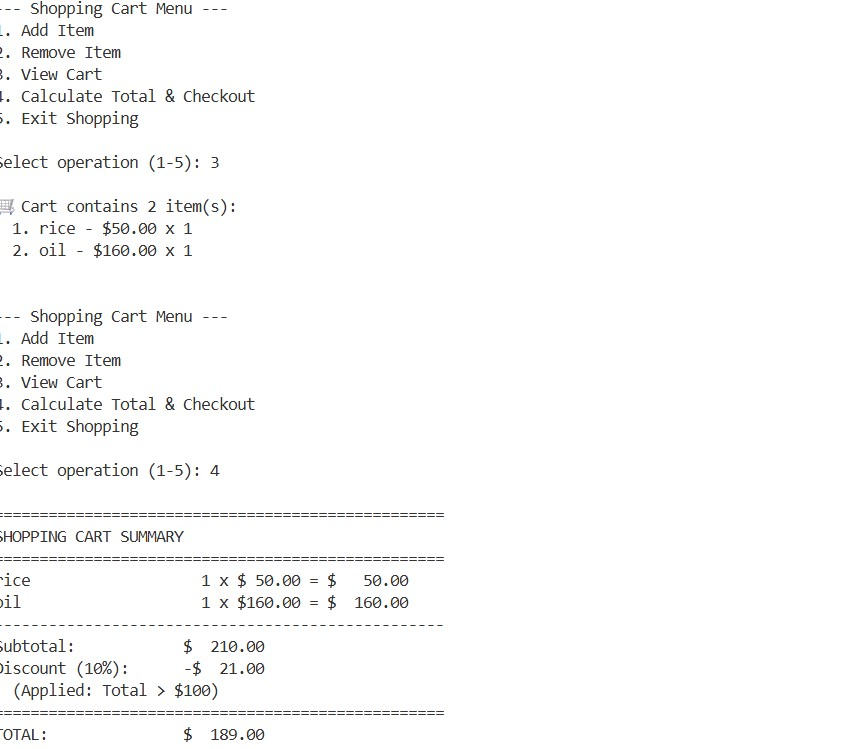 --- Shopping Cart Menu ---
1. Add Item
2. Remove Item
3. View Cart
4. Calculate Total & Checkout
5. Exit Shopping
Select operation (1-5): 3
🛒 Cart contains 2 item(s):
1. rice - $50.00 x 1
2. oil - $160.00 x 1
--- Shopping Cart Menu ---
1. Add Item
2. Remove Item
3. View Cart
4. Calculate Total & Checkout
5. Exit Shopping
Select operation (1-5): 4
==================================================
SHOPPING CART SUMMARY
==================================================
rice                   1 x $ 50.00 = $   50.00
oil                    1 x $160.00 = $  160.00
--------------------------------------------------
Subtotal:            $  210.00
Discount (10%):      -$  21.00
(Applied: Total > $100)
==================================================
TOTAL:               $  189.00